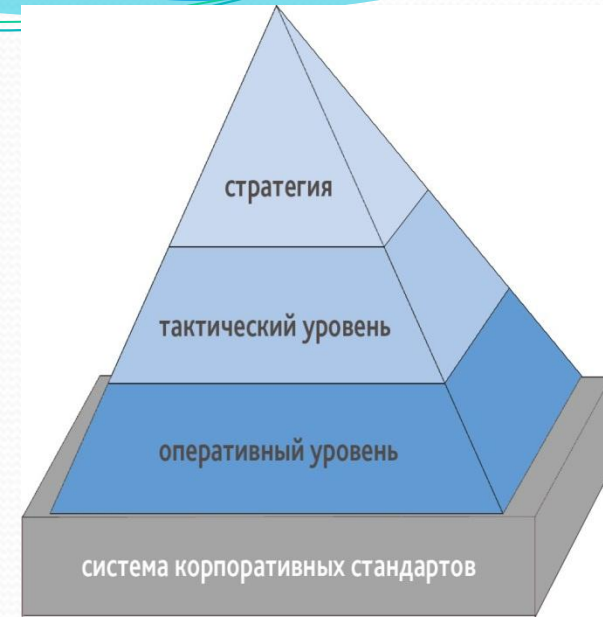 стратегия
тактический уровень
оперативный уровень
система корпоративных стандартов